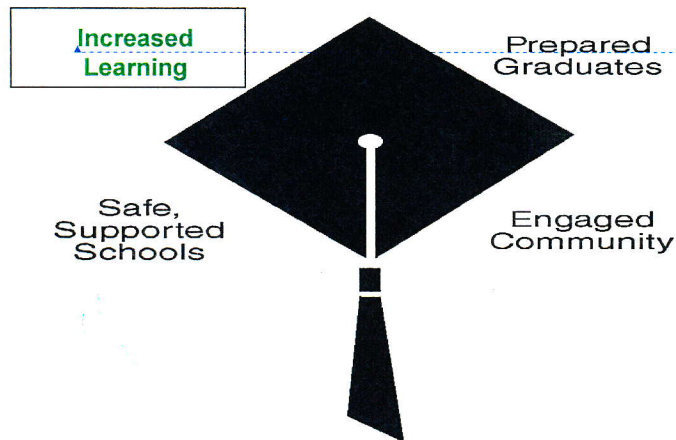 Increased
Learning
Prepared
Graduates
Safe,
Supported
Schools
Engaged
Community